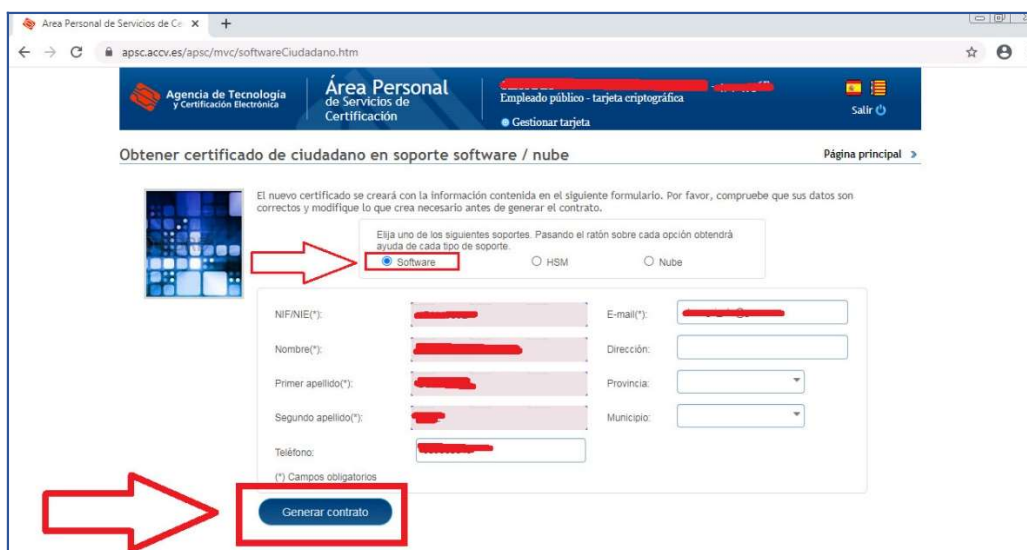 Area Personal de Servicios de Ce
apsc.accv.es/apsc/mvc/softwareCiudadano.htm
Agencia de Tecnología
y Certificación Electrónica
Área Personal
de Servicios de
Certificación
Empleado público - tarjeta criptográfica
Gestionar tarjeta
Salir
Obtener certificado de ciudadano en soporte software / nube
Página principal
El nuevo certificado se creará con la información contenida en el siguiente formulario. Por favor, compruebe que sus datos son
correctos y modifique lo que crea necesario antes de generar el contrato.
Elija uno de los siguientes soportes. Pasando el ratón sobre cada opción obtendrá
ayuda de cada tipo de soporte.
Software HSM Nube
NIF/NIE(*): E-mail(*):
Nombre(*): Dirección:
Primer apellido(*): Provincia:
Segundo apellido(*): Municipio:
Teléfono:
(*) Campos obligatorios
Generar contrato